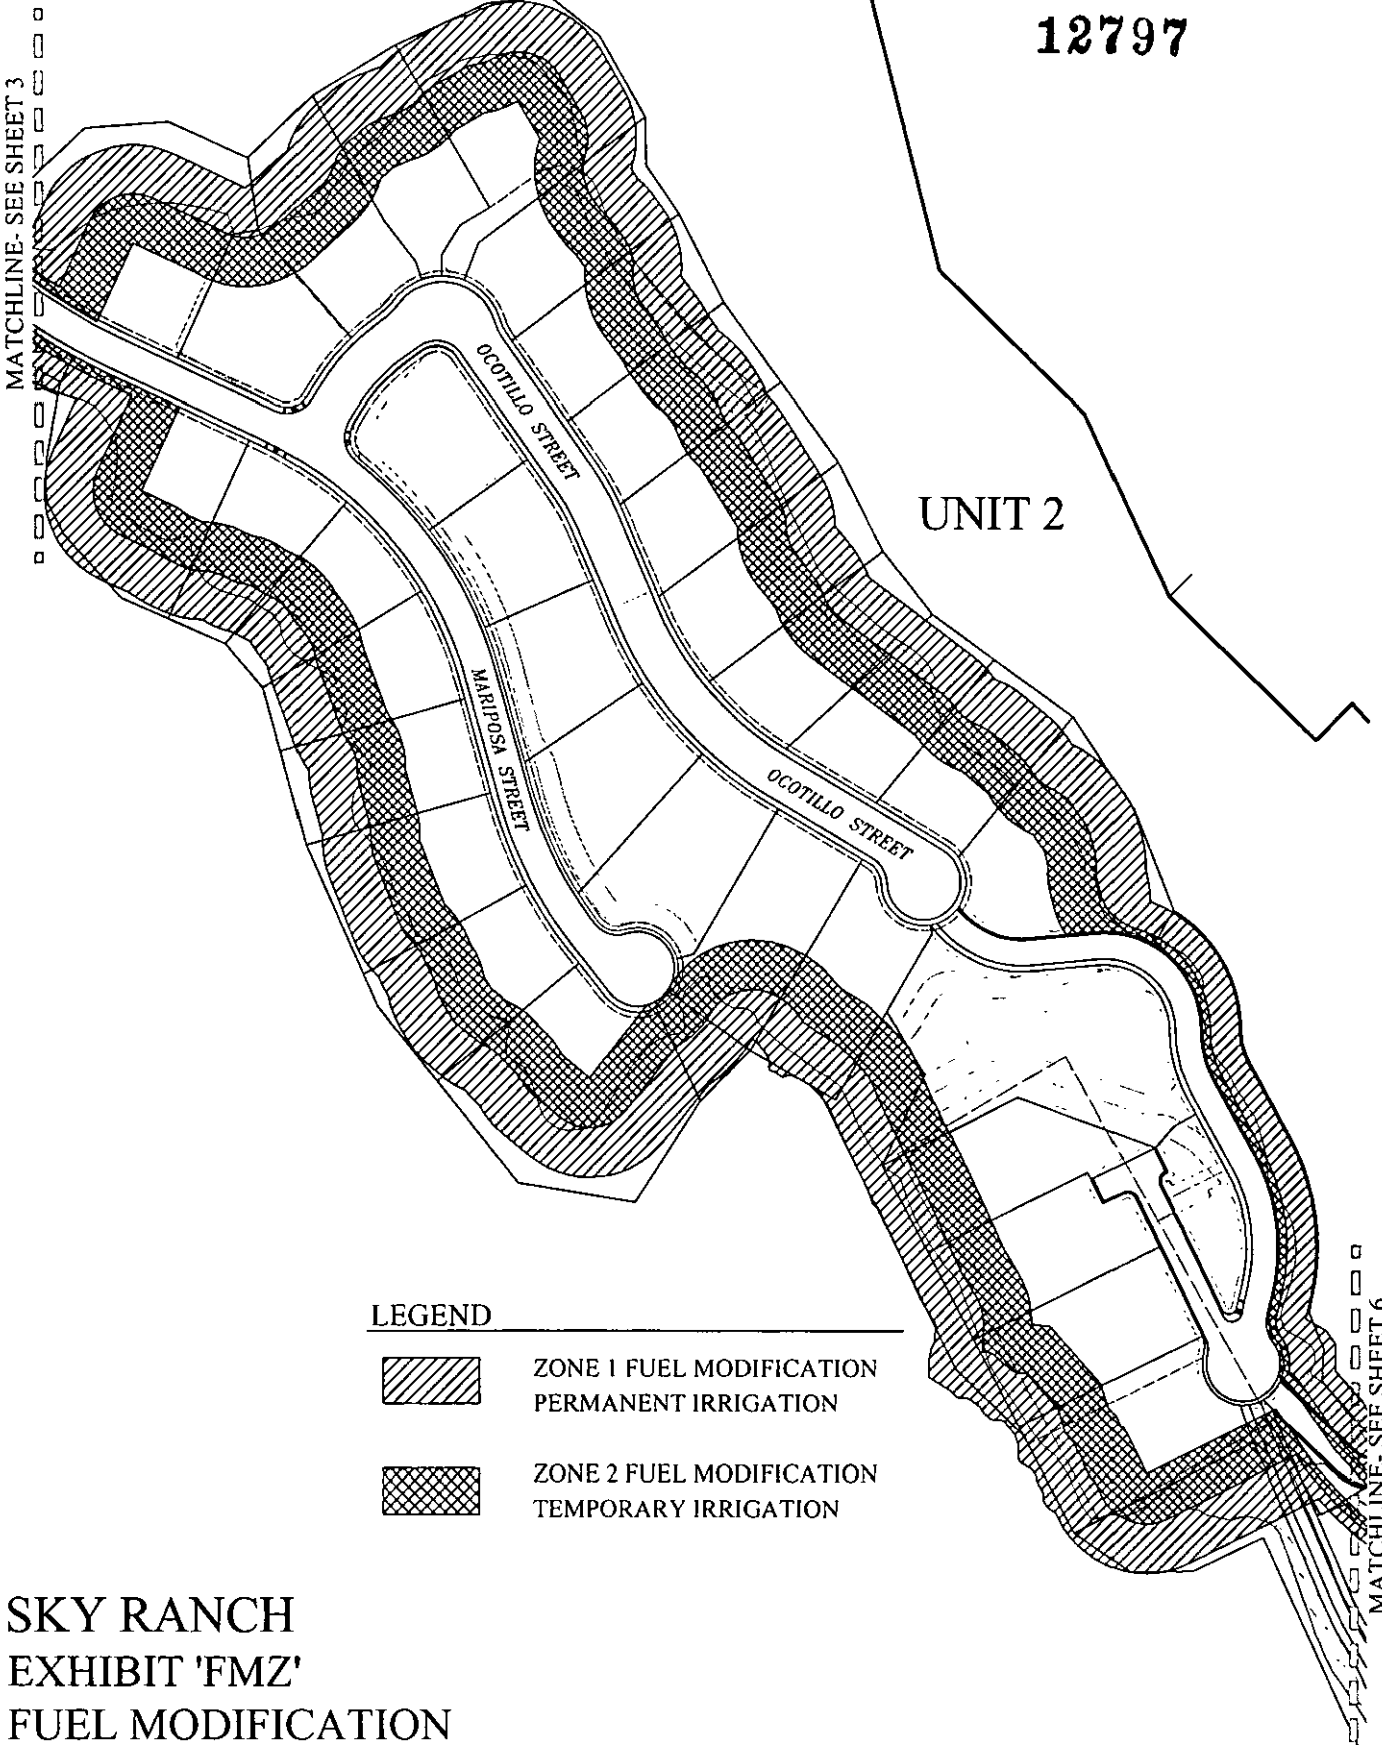 12797
MATCHLINE- SEE SHEET 3
OCOTILLO STREET
UNIT 2
MARIPOSA STREET
OCOTILLO STREET
LEGEND
ZONE 1 FUEL MODIFICATION
PERMANENT IRRIGATION
ZONE 2 FUEL MODIFICATION
TEMPORARY IRRIGATION
MATCHLINE- SEE SHEET 6
SKY RANCH
EXHIBIT 'FMZ'
FUEL MODIFICATION